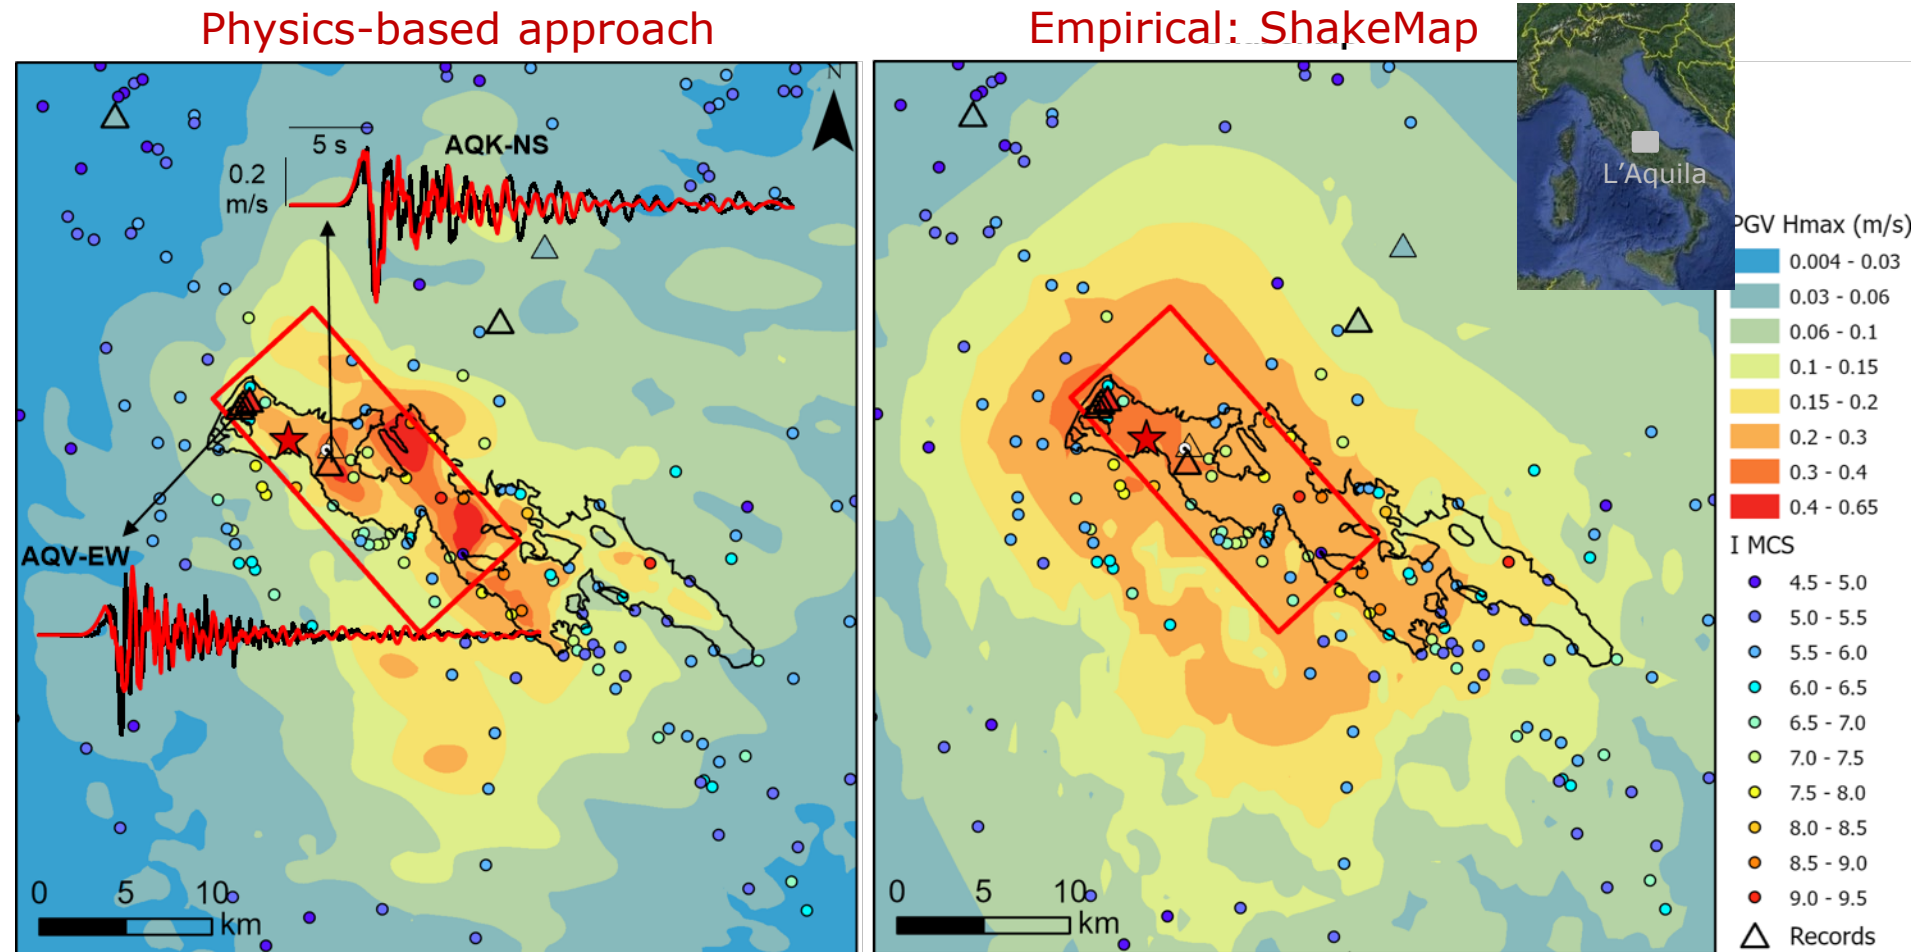 Physics-based approach
Empirical: ShakeMap
N
5 s
AQK-NS
0.2
m/s
AQV-EW
0 5 10
km
0 5 10
km
L'Aquila
PGV Hmax (m/s)
0.004 - 0.03
0.03 - 0.06
0.06 - 0.1
0.1 - 0.15
0.15 - 0.2
0.2 - 0.3
0.3 - 0.4
0.4 - 0.65
I MCS
4.5 - 5.0
5.0 - 5.5
5.5 - 6.0
6.0 - 6.5
6.5 - 7.0
7.0 - 7.5
7.5 - 8.0
8.0 - 8.5
8.5 - 9.0
9.0 - 9.5
Records